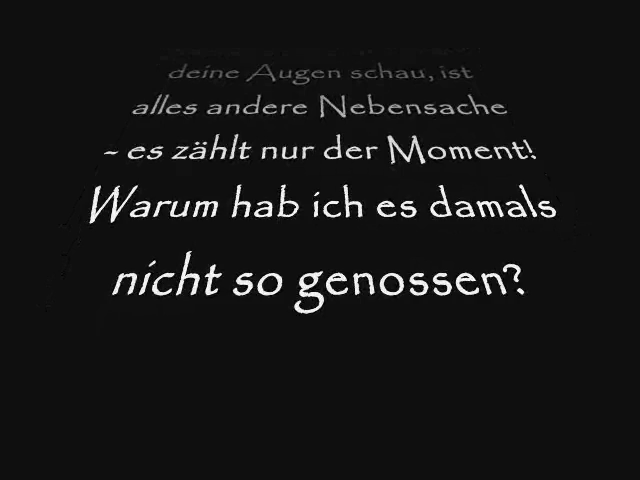 deine Augen schau, ist
alles andere Nebensache
- es zählt nur der Moment!
Warum hab ich es damals
nicht so genossen?